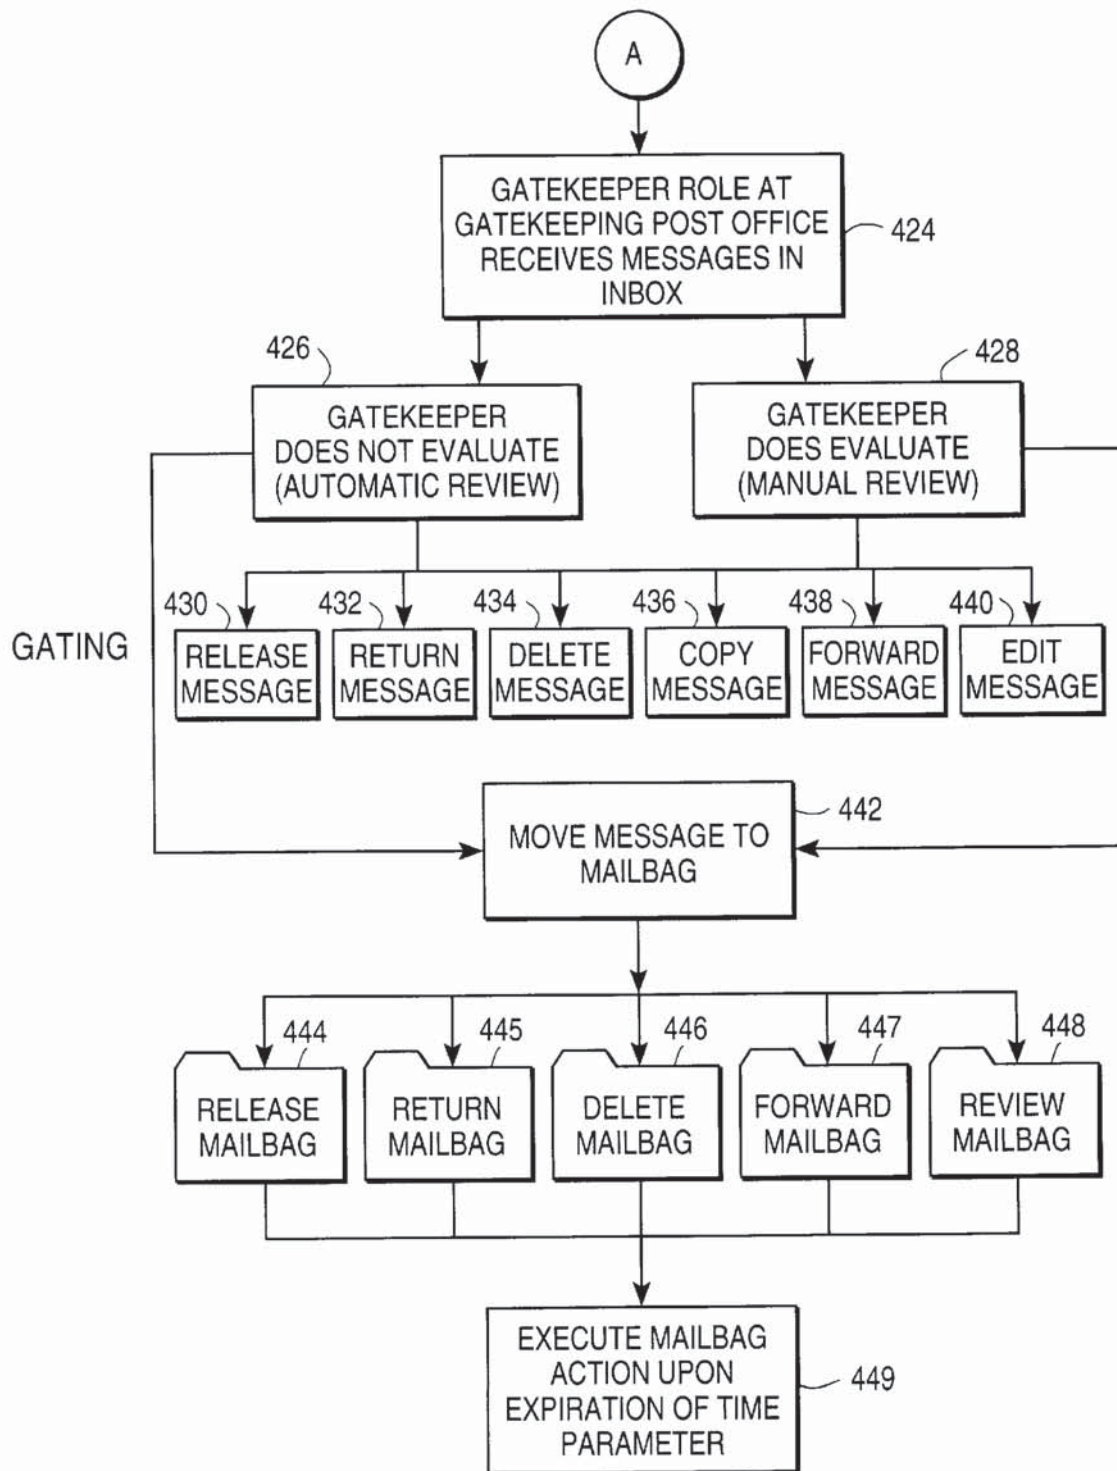 A
GATEKEEPER ROLE AT
GATEKEEPING POST OFFICE
RECEIVES MESSAGES IN
INBOX
424
426
GATEKEEPER
DOES NOT EVALUATE
(AUTOMATIC REVIEW)
428
GATEKEEPER
DOES EVALUATE
(MANUAL REVIEW)
GATING
430
RELEASE
MESSAGE
432
RETURN
MESSAGE
434
DELETE
MESSAGE
436
COPY
MESSAGE
438
FORWARD
MESSAGE
440
EDIT
MESSAGE
442
MOVE MESSAGE TO
MAILBAG
444
RELEASE
MAILBAG
445
RETURN
MAILBAG
446
DELETE
MAILBAG
447
FORWARD
MAILBAG
448
REVIEW
MAILBAG
EXECUTE MAILBAG
ACTION UPON
EXPIRATION OF TIME
PARAMETER
449